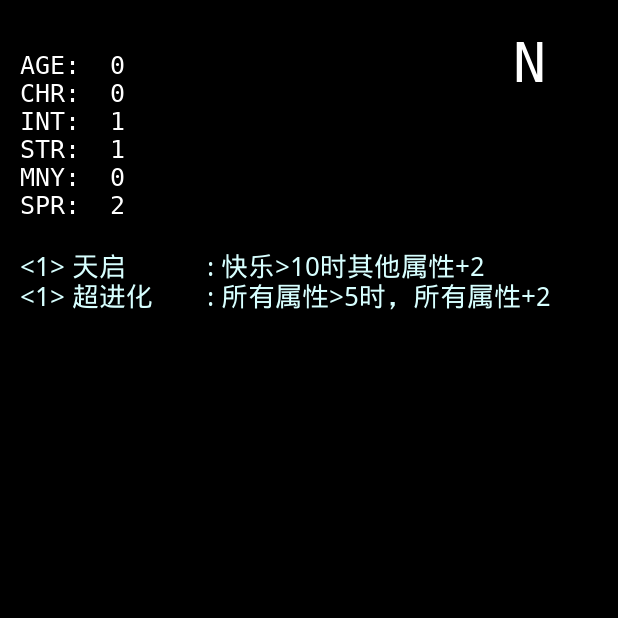 N
AGE: 0
CHR: 0
INT: 1
STR: 1
MNY: 0
SPR: 2
<1> 天启 : 快乐>10时其他属性+2
<1> 超进化 : 所有属性>5时，所有属性+2